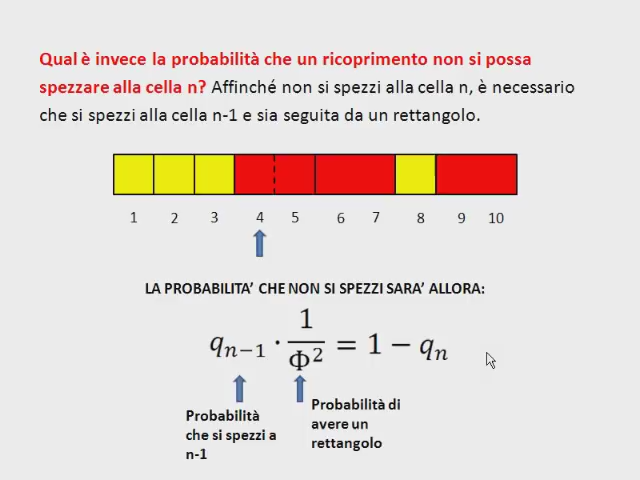 Qual è invece la probabilità che un ricoprimento non si possa
spezzare alla cella n? Affinché non si spezzi alla cella n, è necessario
che si spezzi alla cella n-1 e sia seguita da un rettangolo.
1 2 3 4 5 6 7 8 9 10
LA PROBABILITA' CHE NON SI SPEZZI SARA' ALLORA:
qₙ₋₁ · 1/Φ² = 1 − qₙ
Probabilità
che si spezzi a
n-1
Probabilità di
avere un
rettangolo